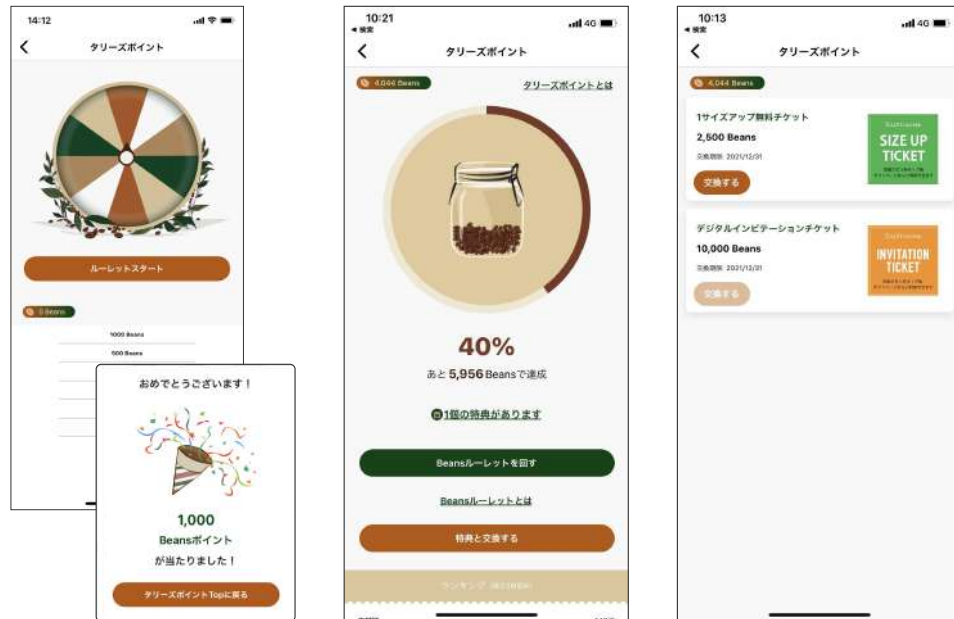 14:12
タリーズポイント
ルーレットスタート
0 Beans
1000 Beans
500 Beans
おめでとうございます！
1,000
Beansポイント
が当たりました！
タリーズポイントTopに戻る
10:21
4G
◀ 検索
タリーズポイント
4,044 Beans
タリーズポイントとは
40%
あと 5,956 Beansで達成
1個の特典があります
Beansルーレットを回す
Beansルーレットとは
特典と交換する
10:13
4G
◀ 検索
タリーズポイント
4,044 Beans
1サイズアップ無料チケット
2,500 Beans
交換期限: 2021/12/31
交換する
SIZE UP
TICKET
デジタルインビテーションチケット
10,000 Beans
交換期限: 2021/12/31
交換する
INVITATION
TICKET